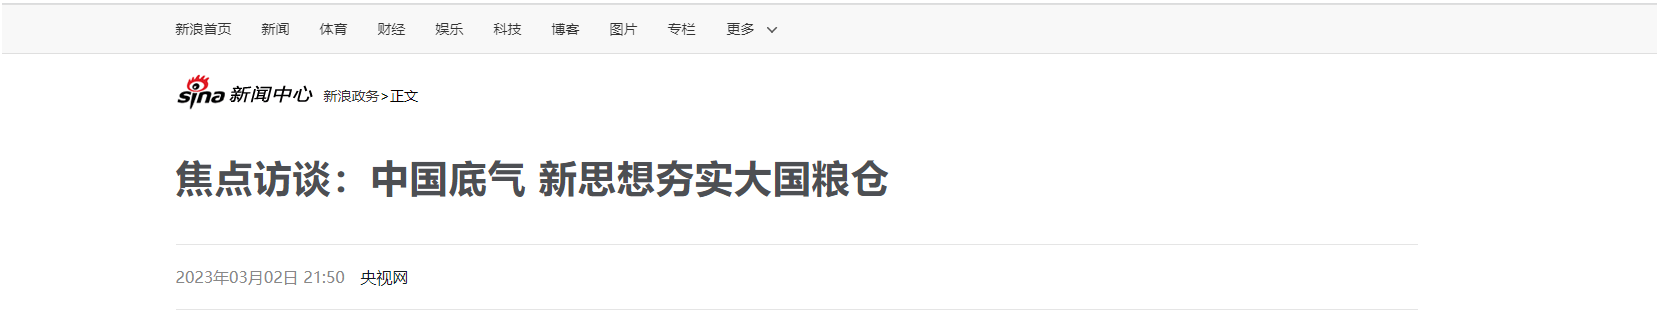 新浪首页 新闻 体育 财经 娱乐 科技 博客 图片 专栏 更多
sina 新闻中心 新浪政务>正文
焦点访谈：中国底气 新思想夯实大国粮仓
2023年03月02日 21:50 央视网